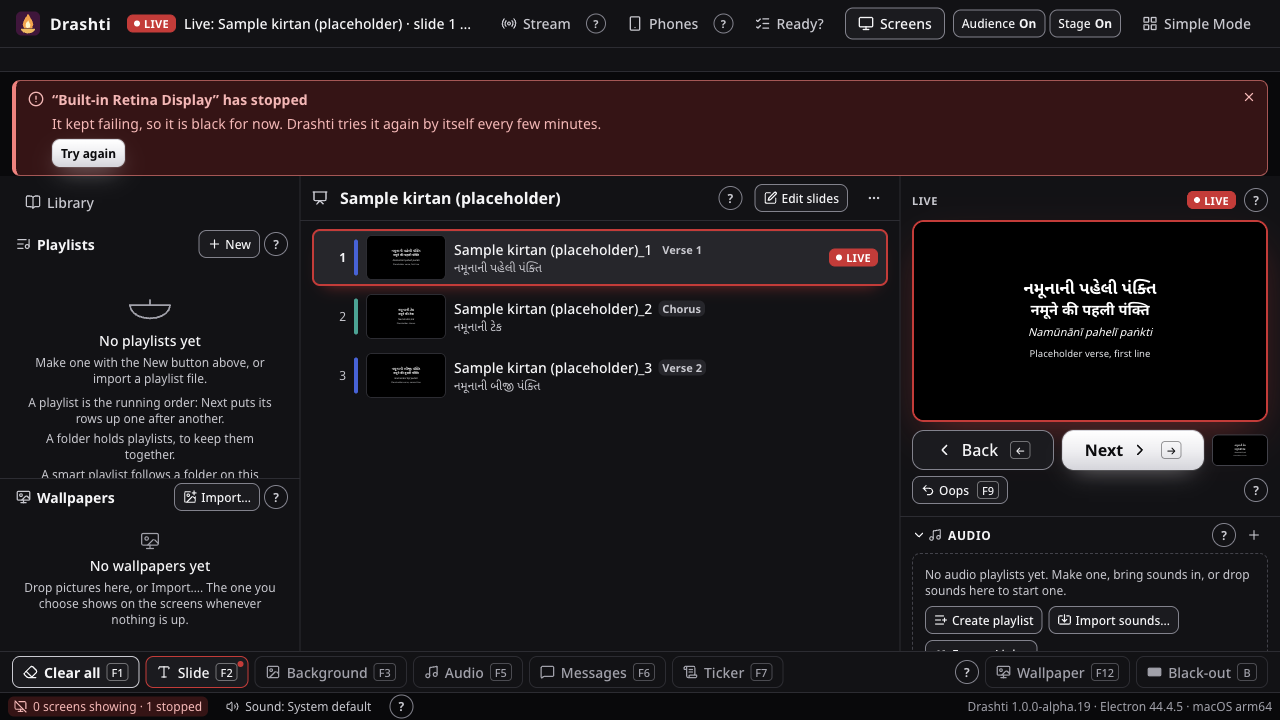 Drashti
LIVE
Live: Sample kirtan (placeholder) · slide 1 ...
Stream
?
Phones
?
Ready?
Screens
Audience On
Stage On
Simple Mode
“Built-in Retina Display” has stopped
It kept failing, so it is black for now. Drashti tries it again by itself every few minutes.
Try again
Library
Playlists
New
?
No playlists yet
Make one with the New button above, or
import a playlist file.
A playlist is the running order: Next puts its
rows up one after another.
A folder holds playlists, to keep them
together.
A smart playlist follows a folder on this
Wallpapers
Import...
?
No wallpapers yet
Drop pictures here, or Import.... The one you
choose shows on the screens whenever
nothing is up.
Sample kirtan (placeholder)
?
Edit slides
1
Sample kirtan (placeholder)_1
Verse 1
નમૂનાની પહેલી પંક્તિ
LIVE
2
Sample kirtan (placeholder)_2
Chorus
નમૂનાની ટેક
3
Sample kirtan (placeholder)_3
Verse 2
નમૂનાની બીજી પંક્તિ
LIVE
LIVE
?
નમૂનાની પહેલી પંક્તિ
नमूने की पहली पंक्ति
Namūnānī pahelī paṅkti
Placeholder verse, first line
Back
Next
Oops F9
?
AUDIO
?
No audio playlists yet. Make one, bring sounds in, or drop
sounds here to start one.
Create playlist
Import sounds...
Clear all F1
Slide F2
Background F3
Audio F5
Messages F6
Ticker F7
?
Wallpaper F12
Black-out B
0 screens showing · 1 stopped
Sound: System default
?
Drashti 1.0.0-alpha.19 · Electron 44.4.5 · macOS arm64